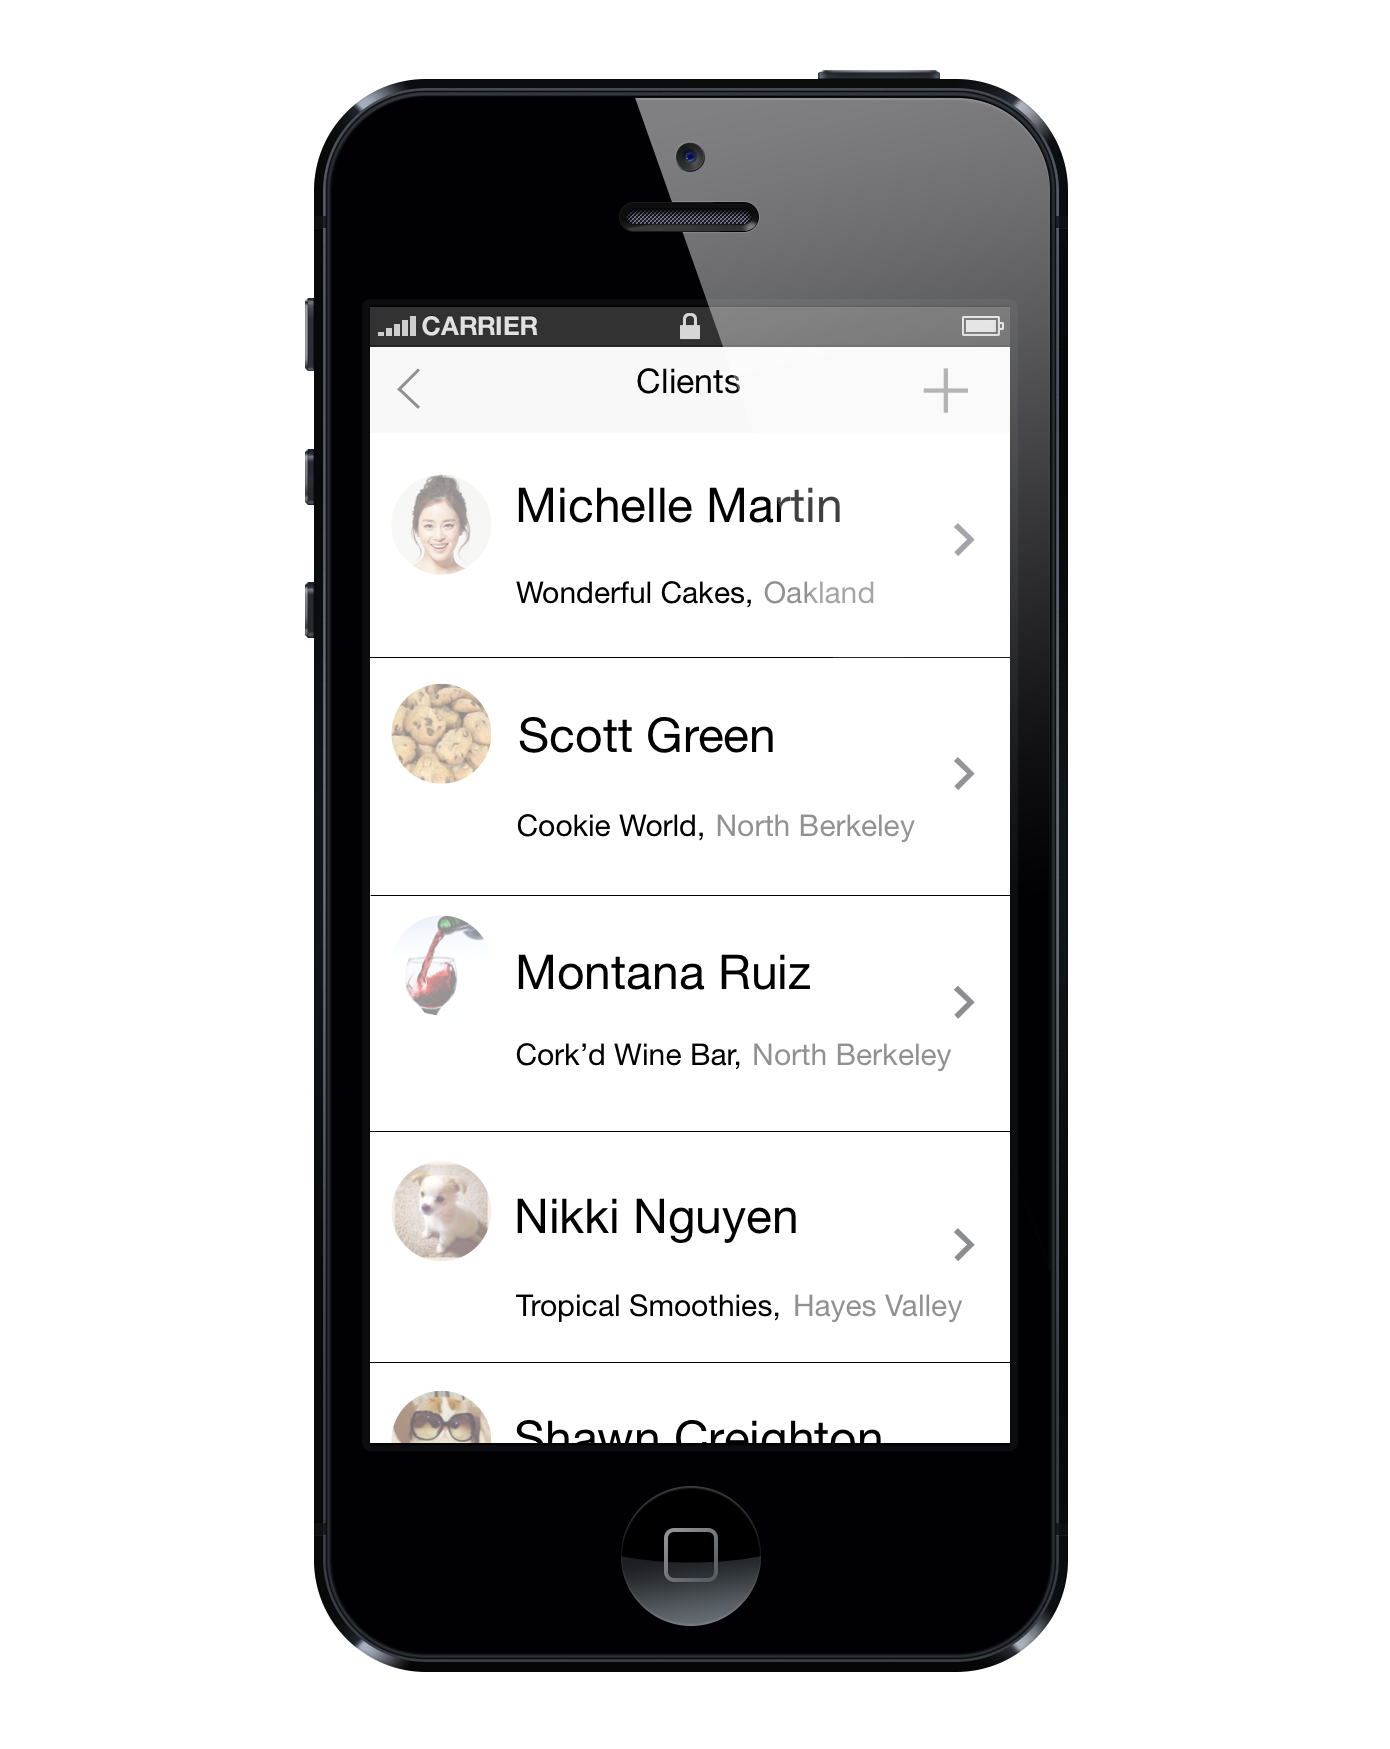 CARRIER
Clients
Michelle Martin
Wonderful Cakes, Oakland
Scott Green
Cookie World, North Berkeley
Montana Ruiz
Cork’d Wine Bar, North Berkeley
Nikki Nguyen
Tropical Smoothies, Hayes Valley
Shawn Creighton